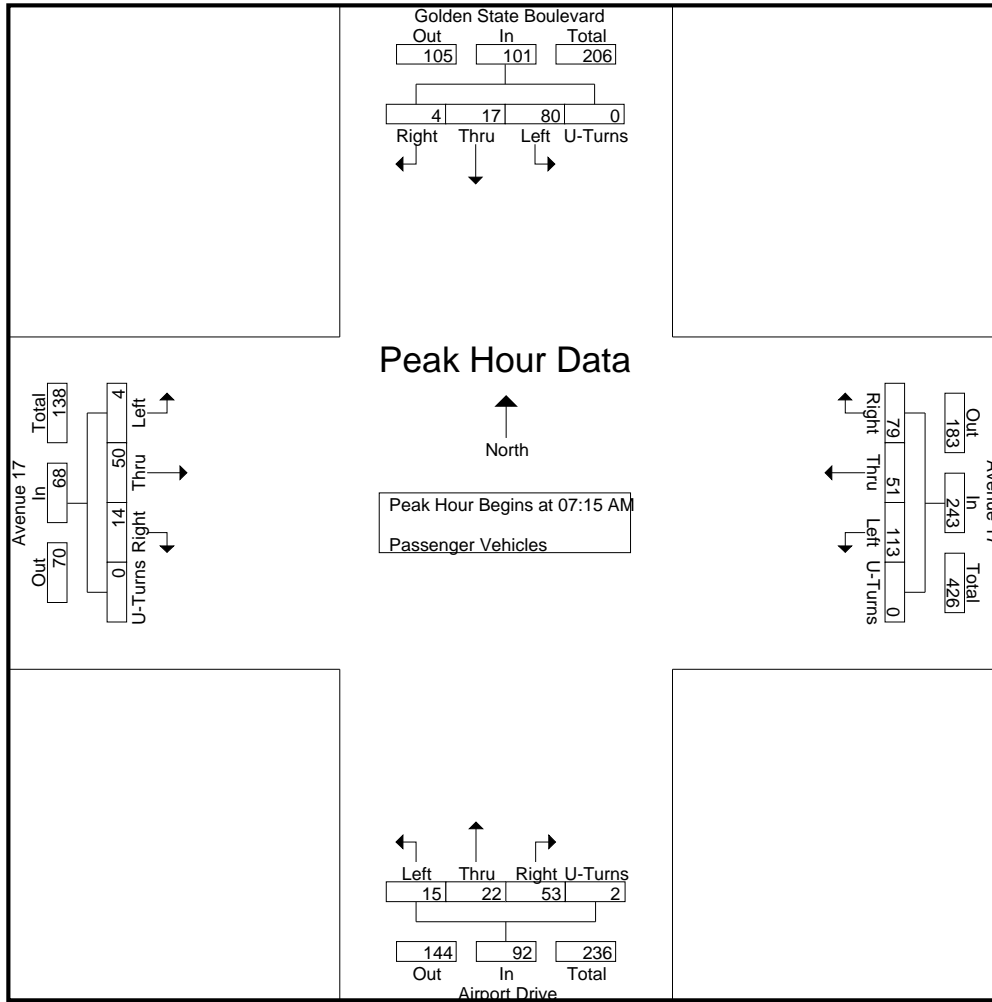 Golden State Boulevard
Out In Total
105 101 206
4 17 80 0
Right Thru Left U-Turns
Peak Hour Data
North
Peak Hour Begins at 07:15 AM
Passenger Vehicles
Avenue 17
Out In Total
70 68 138
0 14 50 4
U-Turns Right Thru Left
Avenue 17
Out In Total
183 243 426
79 51 113 0
Right Thru Left U-Turns
Left Thru Right U-Turns
15 22 53 2
144 92 236
Out In Total
Airport Drive